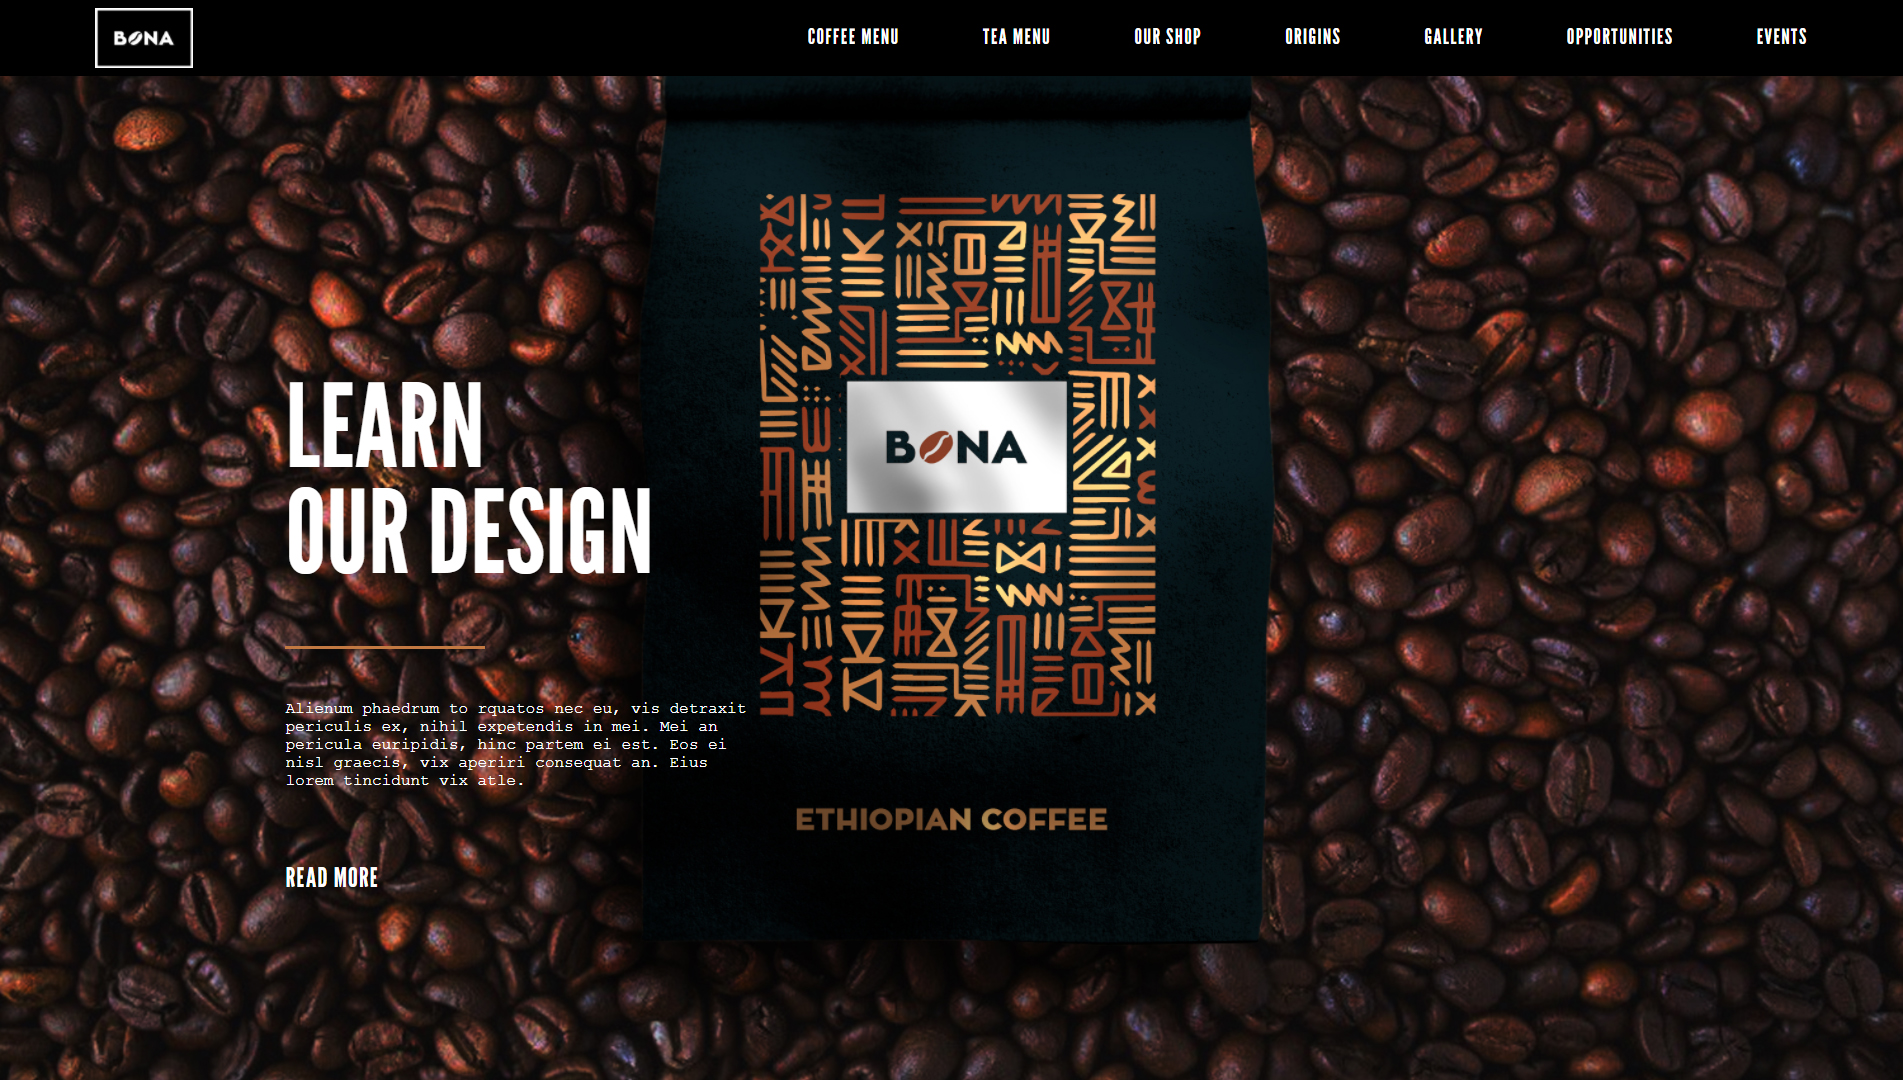 BONA
COFFEE MENU TEA MENU OUR SHOP ORIGINS GALLERY OPPORTUNITIES EVENTS
LEARN
OUR DESIGN
Alienum phaedrum to rquatos nec eu, vis detraxit
periculis ex, nihil expetendis in mei. Mei an
pericula euripidis, hinc partem ei est. Eos ei
nisl graecis, vix aperiri consequat an. Eius
lorem tincidunt vix atle.
READ MORE
BONA
ETHIOPIAN COFFEE